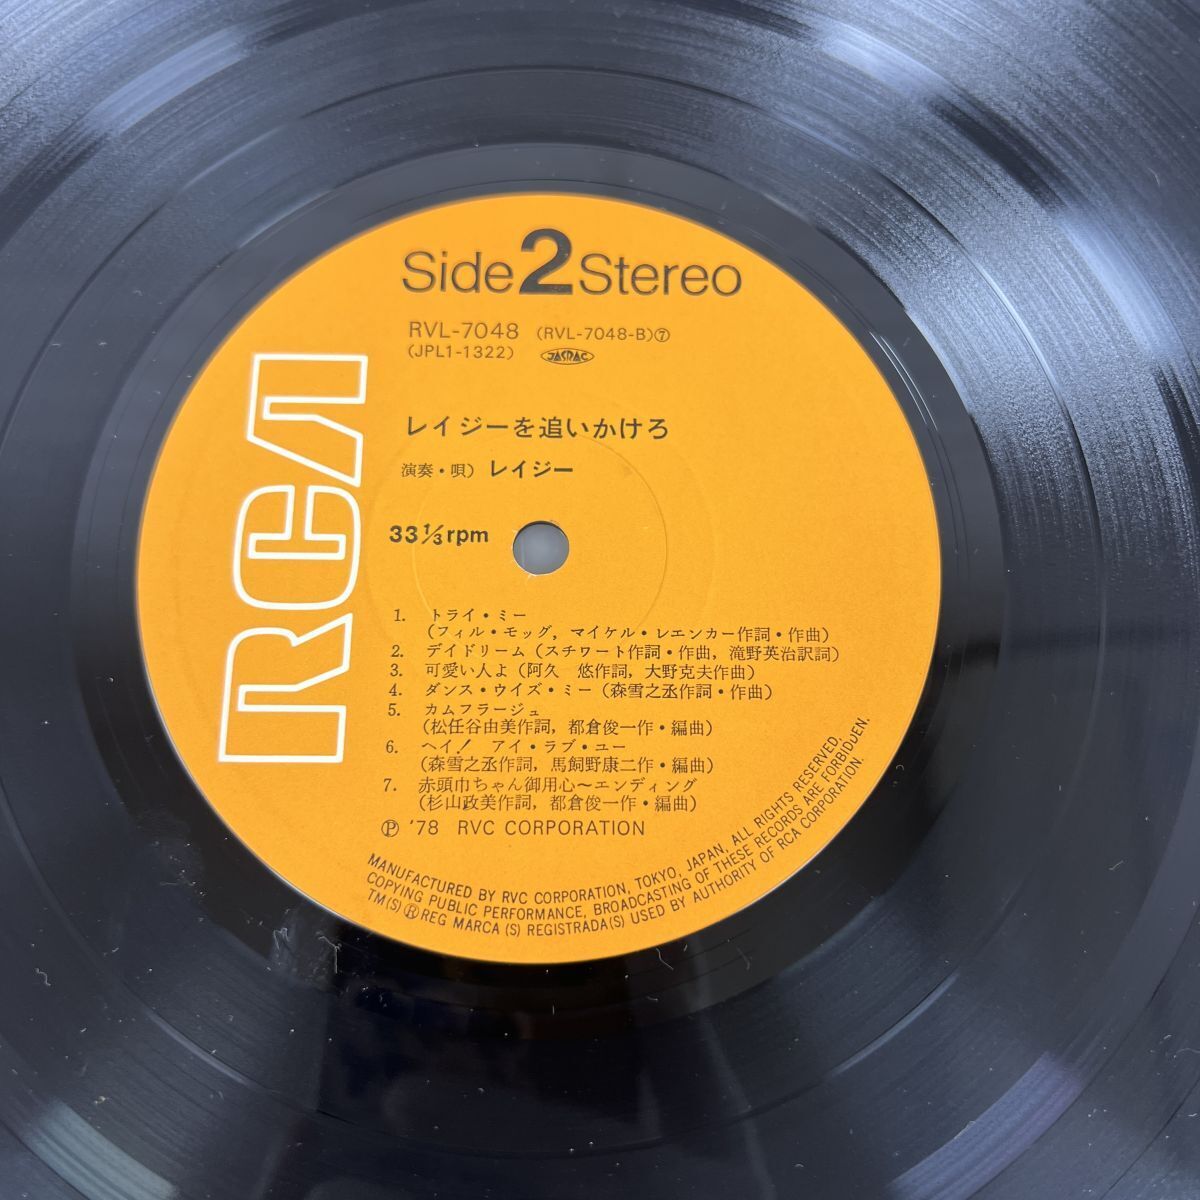 Side 2 Stereo
RVL-7048 (RVL-7048-B)⑦
(JPL1-1322) JASRAC
RCA
レイジーを追いかけろ
演奏・唄) レイジー
33⅓rpm
1. トライ・ミー
(フィル・モッグ, マイケル・レエンカー作詞・作曲)
2. デイドリーム (スチワート作詞・作曲, 滝野英治訳詞)
3. 可愛い人よ (阿久 悠作詞, 大野克夫作曲)
4. ダンス・ウイズ・ミー (森雪之丞作詞・作曲)
5. カムフラージュ
(松任谷由美作詞, 都倉俊一作・編曲)
6. ヘイ! アイ・ラブ・ユー
(森雪之丞作詞, 馬飼野康二作・編曲)
7. 赤頭巾ちゃん御用心〜エンディング
(杉山政美作詞, 都倉俊一作・編曲)
Ⓟ '78 RVC CORPORATION
MANUFACTURED BY RVC CORPORATION, TOKYO, JAPAN, ALL RIGHTS RESERVED.
COPYING PUBLIC PERFORMANCE, BROADCASTING OF THESE RECORDS ARE FORBIDDEN.
TM(S) ® REG MARCA (S) REGISTRADA(S) USED BY AUTHORITY OF RCA CORPORATION.